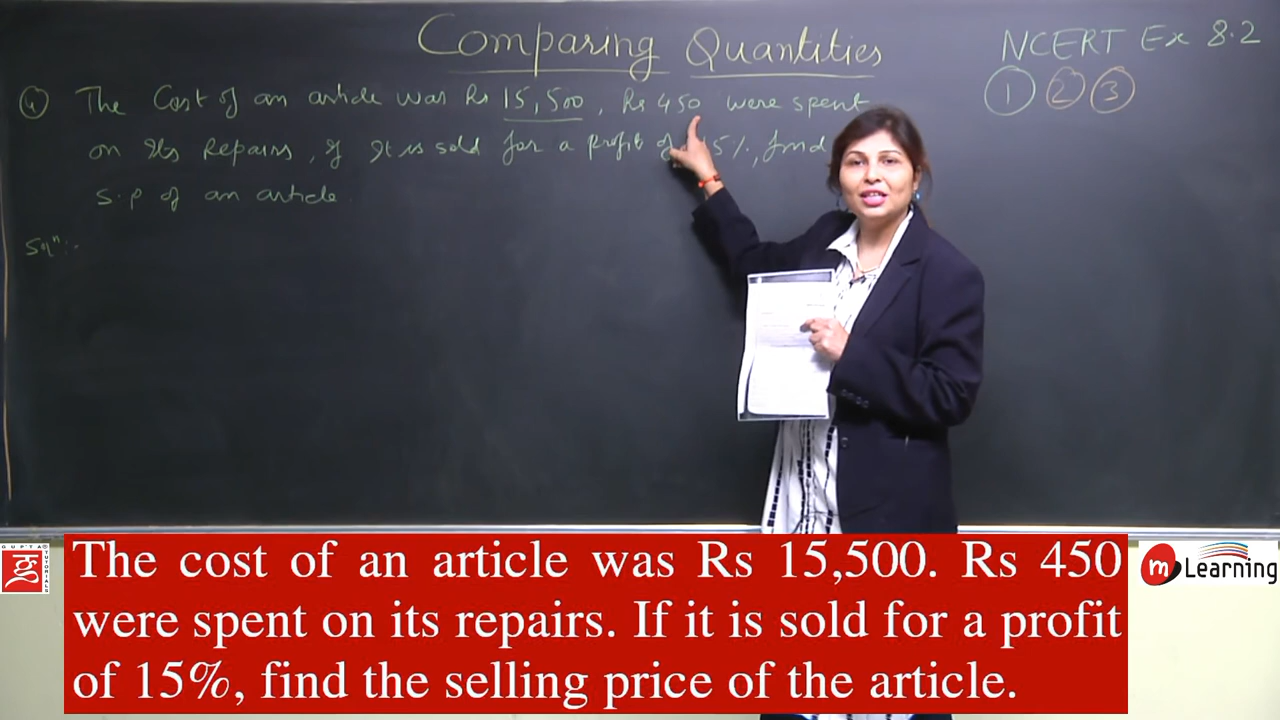 Comparing Quantities
NCERT Ex 8.2
1 2 3
4 The Cost of an article was Rs 15,500, Rs 450 were spent
on its Repairs, if it is sold for a profit of 15%, find
S.P of an article.
Solⁿ:-
The cost of an article was Rs 15,500. Rs 450
were spent on its repairs. If it is sold for a profit
of 15%, find the selling price of the article.
GUPTA
TUTORIALS
m Learning